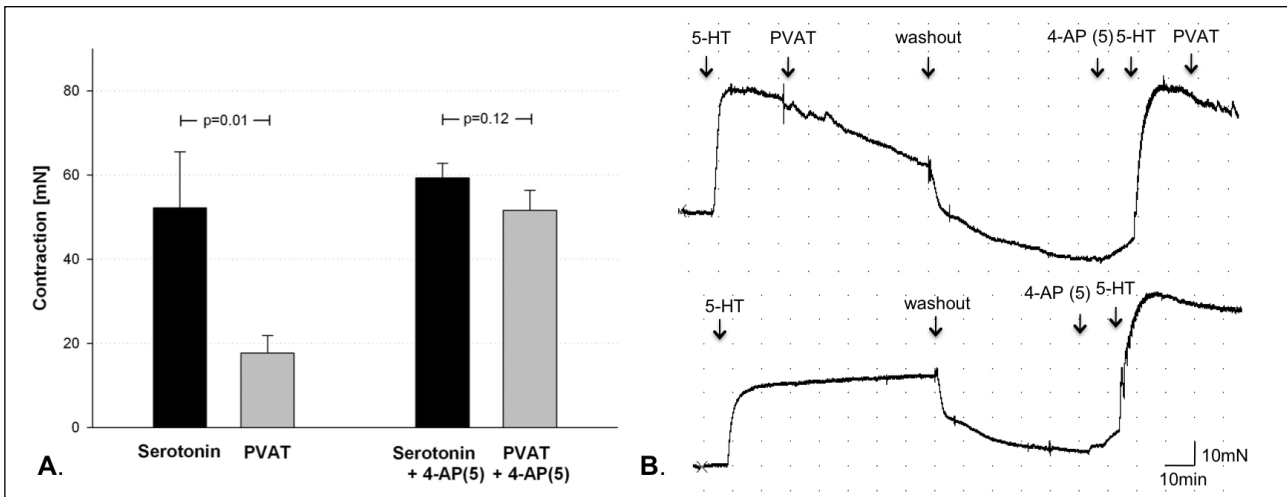 80
60
40
20
0
Contraction [mN]
p=0.01
p=0.12
Serotonin
PVAT
Serotonin
+ 4-AP(5)
PVAT
+ 4-AP(5)
A.
5-HT
PVAT
washout
4-AP (5)
5-HT
PVAT
5-HT
washout
4-AP (5)
5-HT
10mN
10min
B.